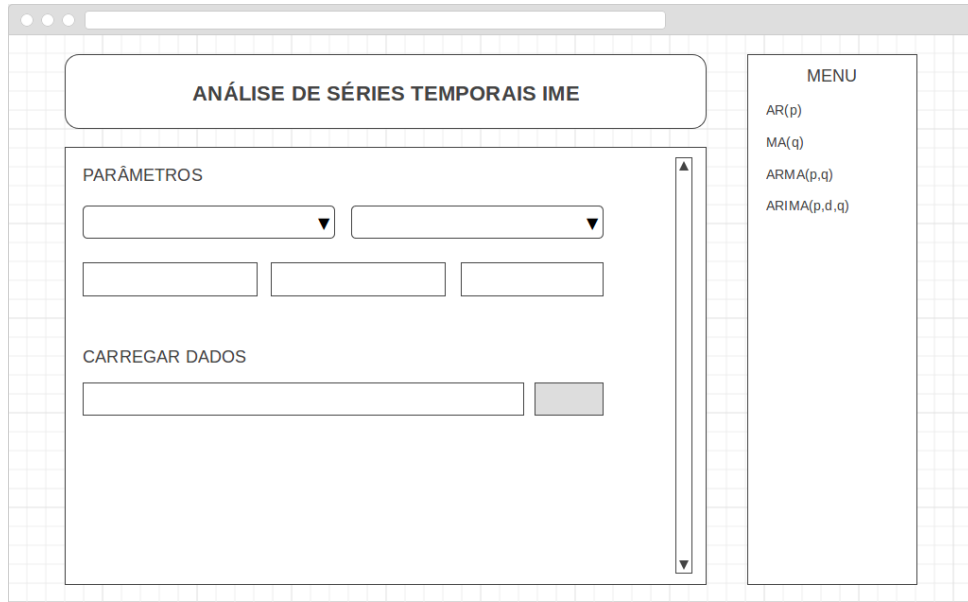 ANÁLISE DE SÉRIES TEMPORAIS IME
PARÂMETROS
CARREGAR DADOS
MENU
AR(p)
MA(q)
ARMA(p,q)
ARIMA(p,d,q)